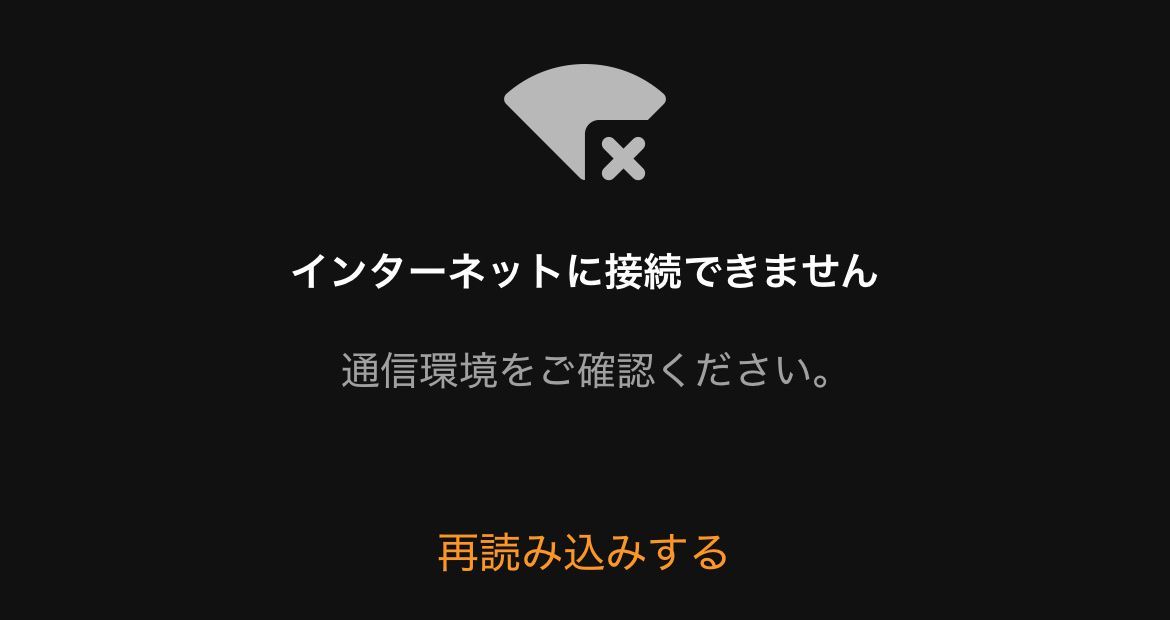 インターネットに接続できません
通信環境をご確認ください。
再読み込みする